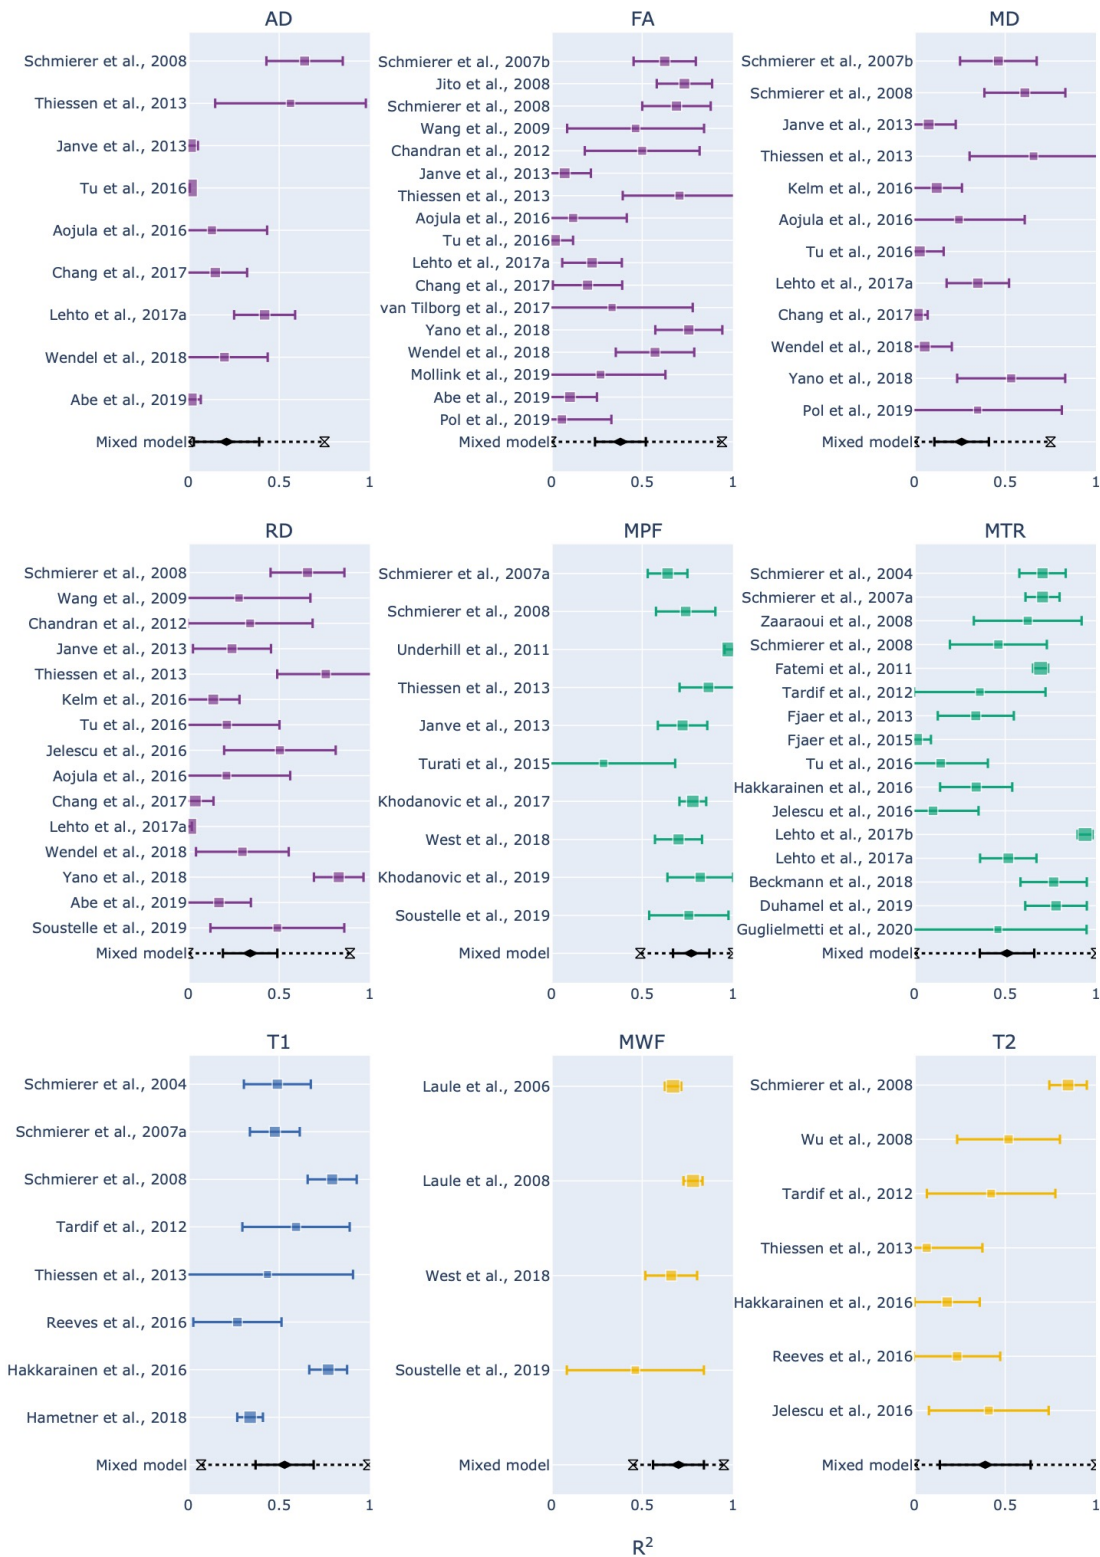 AD
Schmierer et al., 2008
Thiessen et al., 2013
Janve et al., 2013
Tu et al., 2016
Aojula et al., 2016
Chang et al., 2017
Lehto et al., 2017a
Wendel et al., 2018
Abe et al., 2019
Mixed model
0 0.5 1
FA
Schmierer et al., 2007b
Jito et al., 2008
Schmierer et al., 2008
Wang et al., 2009
Chandran et al., 2012
Janve et al., 2013
Thiessen et al., 2013
Aojula et al., 2016
Tu et al., 2016
Lehto et al., 2017a
Chang et al., 2017
van Tilborg et al., 2017
Yano et al., 2018
Wendel et al., 2018
Mollink et al., 2019
Abe et al., 2019
Pol et al., 2019
Mixed model
0 0.5 1
MD
Schmierer et al., 2007b
Schmierer et al., 2008
Janve et al., 2013
Thiessen et al., 2013
Kelm et al., 2016
Aojula et al., 2016
Tu et al., 2016
Lehto et al., 2017a
Chang et al., 2017
Wendel et al., 2018
Yano et al., 2018
Pol et al., 2019
Mixed model
0 0.5 1
RD
Schmierer et al., 2008
Wang et al., 2009
Chandran et al., 2012
Janve et al., 2013
Thiessen et al., 2013
Kelm et al., 2016
Tu et al., 2016
Jelescu et al., 2016
Aojula et al., 2016
Chang et al., 2017
Lehto et al., 2017a
Wendel et al., 2018
Yano et al., 2018
Abe et al., 2019
Soustelle et al., 2019
Mixed model
0 0.5 1
MPF
Schmierer et al., 2007a
Schmierer et al., 2008
Underhill et al., 2011
Thiessen et al., 2013
Janve et al., 2013
Turati et al., 2015
Khodanovic et al., 2017
West et al., 2018
Khodanovic et al., 2019
Soustelle et al., 2019
Mixed model
0 0.5 1
MTR
Schmierer et al., 2004
Schmierer et al., 2007a
Zaaraoui et al., 2008
Schmierer et al., 2008
Fatemi et al., 2011
Tardif et al., 2012
Fjaer et al., 2013
Fjaer et al., 2015
Tu et al., 2016
Hakkarainen et al., 2016
Jelescu et al., 2016
Lehto et al., 2017b
Lehto et al., 2017a
Beckmann et al., 2018
Duhamel et al., 2019
Guglielmetti et al., 2020
Mixed model
0 0.5 1
T1
Schmierer et al., 2004
Schmierer et al., 2007a
Schmierer et al., 2008
Tardif et al., 2012
Thiessen et al., 2013
Reeves et al., 2016
Hakkarainen et al., 2016
Hametner et al., 2018
Mixed model
0 0.5 1
MWF
Laule et al., 2006
Laule et al., 2008
West et al., 2018
Soustelle et al., 2019
Mixed model
0 0.5 1
T2
Schmierer et al., 2008
Wu et al., 2008
Tardif et al., 2012
Thiessen et al., 2013
Hakkarainen et al., 2016
Reeves et al., 2016
Jelescu et al., 2016
Mixed model
0 0.5 1
R²